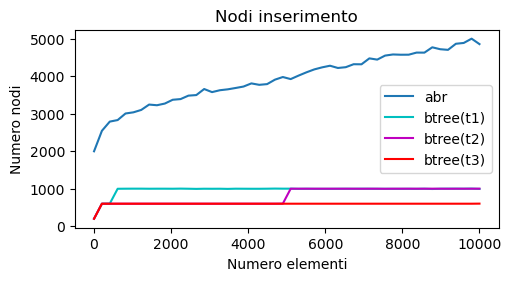 Nodi inserimento
Numero nodi
5000
4000
3000
2000
1000
0
abr
btree(t1)
btree(t2)
btree(t3)
0 2000 4000 6000 8000 10000
Numero elementi